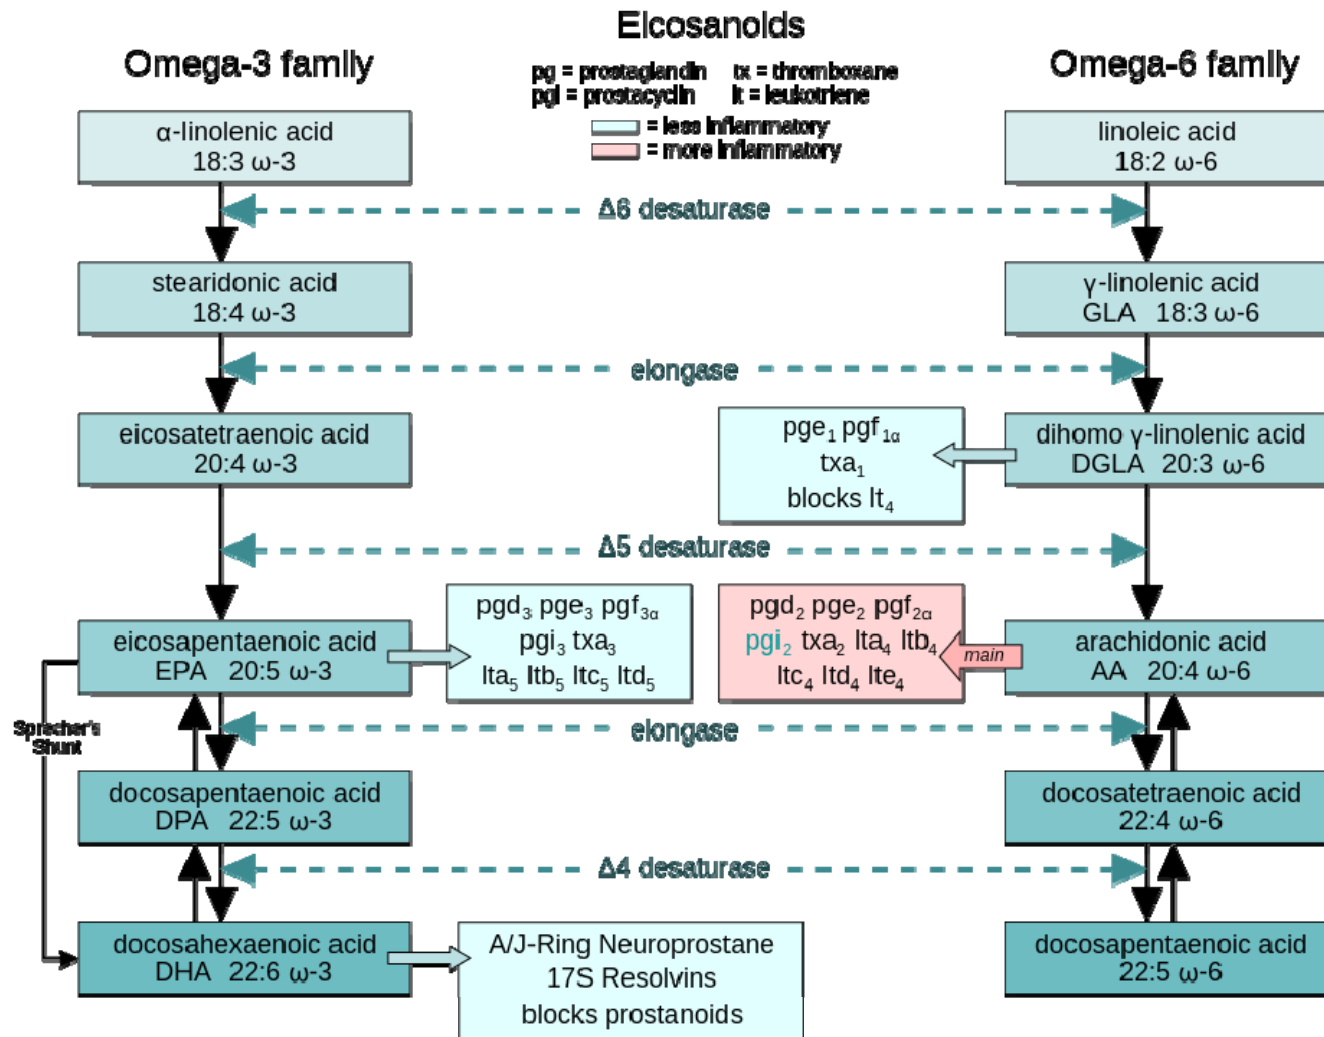 Eicosanoids
Omega-3 family
Omega-6 family
pg = prostaglandin tx = thromboxane
pgi = prostacyclin lt = leukotriene
= less inflammatory
= more inflammatory
α-linolenic acid
18:3 ω-3
linoleic acid
18:2 ω-6
Δ6 desaturase
stearidonic acid
18:4 ω-3
γ-linolenic acid
GLA 18:3 ω-6
elongase
eicosatetraenoic acid
20:4 ω-3
pge₁ pgf₁α
txa₁
blocks lt₄
dihomo γ-linolenic acid
DGLA 20:3 ω-6
Δ5 desaturase
eicosapentaenoic acid
EPA 20:5 ω-3
pgd₃ pge₃ pgf₃α
pgi₃ txa₃
lta₅ ltb₅ ltc₅ ltd₅
pgd₂ pge₂ pgf₂α
pgi₂ txa₂ lta₄ ltb₄
ltc₄ ltd₄ lte₄
main
arachidonic acid
AA 20:4 ω-6
Sprecher's
Shunt
elongase
docosapentaenoic acid
DPA 22:5 ω-3
docosatetraenoic acid
22:4 ω-6
Δ4 desaturase
docosahexaenoic acid
DHA 22:6 ω-3
A/J-Ring Neuroprostane
17S Resolvins
blocks prostanoids
docosapentaenoic acid
22:5 ω-6